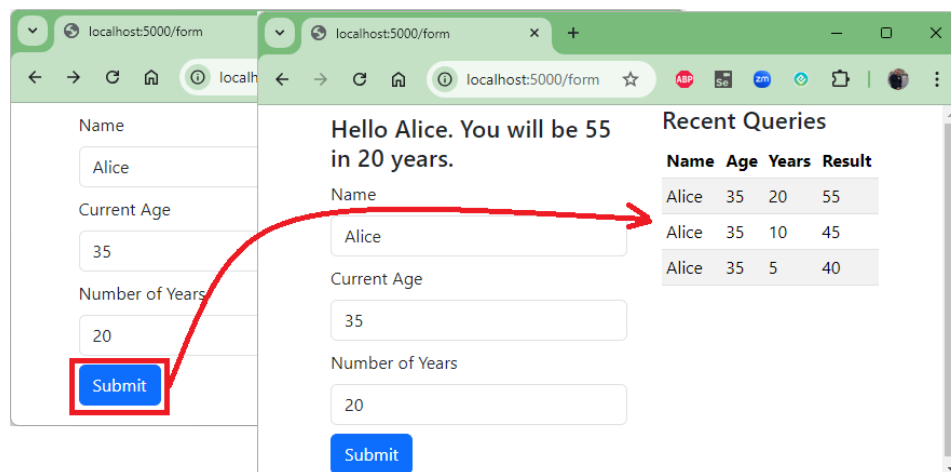 localhost:5000/form
localh
Name
Alice
Current Age
35
Number of Years
20
Submit
localhost:5000/form
localhost:5000/form
ABP
Se
zm
Hello Alice. You will be 55
in 20 years.
Name
Alice
Current Age
35
Number of Years
20
Submit
Recent Queries
Name Age Years Result
Alice 35 20 55
Alice 35 10 45
Alice 35 5 40